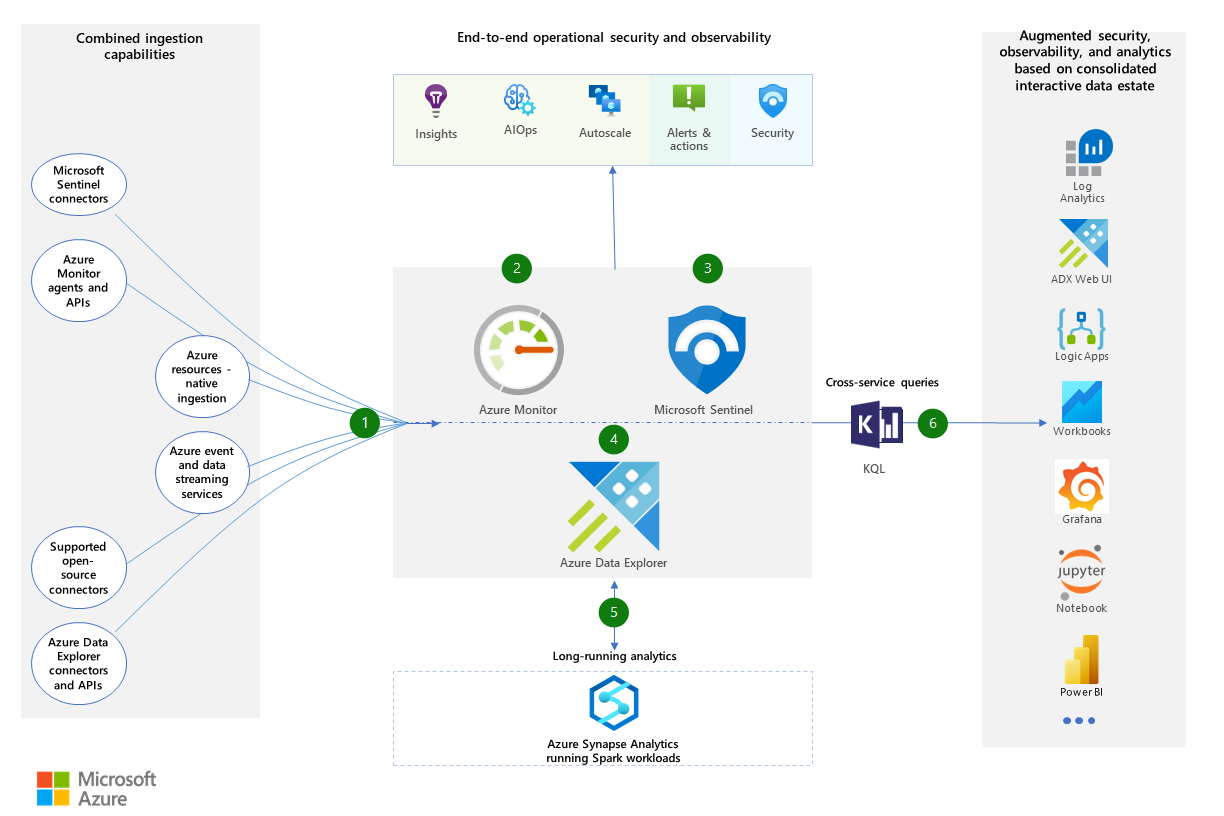 Combined ingestion
capabilities
Microsoft
Sentinel
connectors
Azure
Monitor
agents and
APIs
Azure
resources -
native
ingestion
Azure event
and data
streaming
services
Supported
open-
source
connectors
Azure Data
Explorer
connectors
and APIs
1
End-to-end operational security and observability
Insights
AIOps
Autoscale
Alerts &
actions
Security
2
3
Azure Monitor
Microsoft Sentinel
4
Azure Data Explorer
5
Long-running analytics
Azure Synapse Analytics
running Spark workloads
Cross-service queries
K
6
KQL
Augmented security,
observability, and analytics
based on consolidated
interactive data estate
Log
Analytics
ADX Web UI
Logic Apps
Workbooks
Grafana
jupyter
Notebook
Power BI
Microsoft
Azure